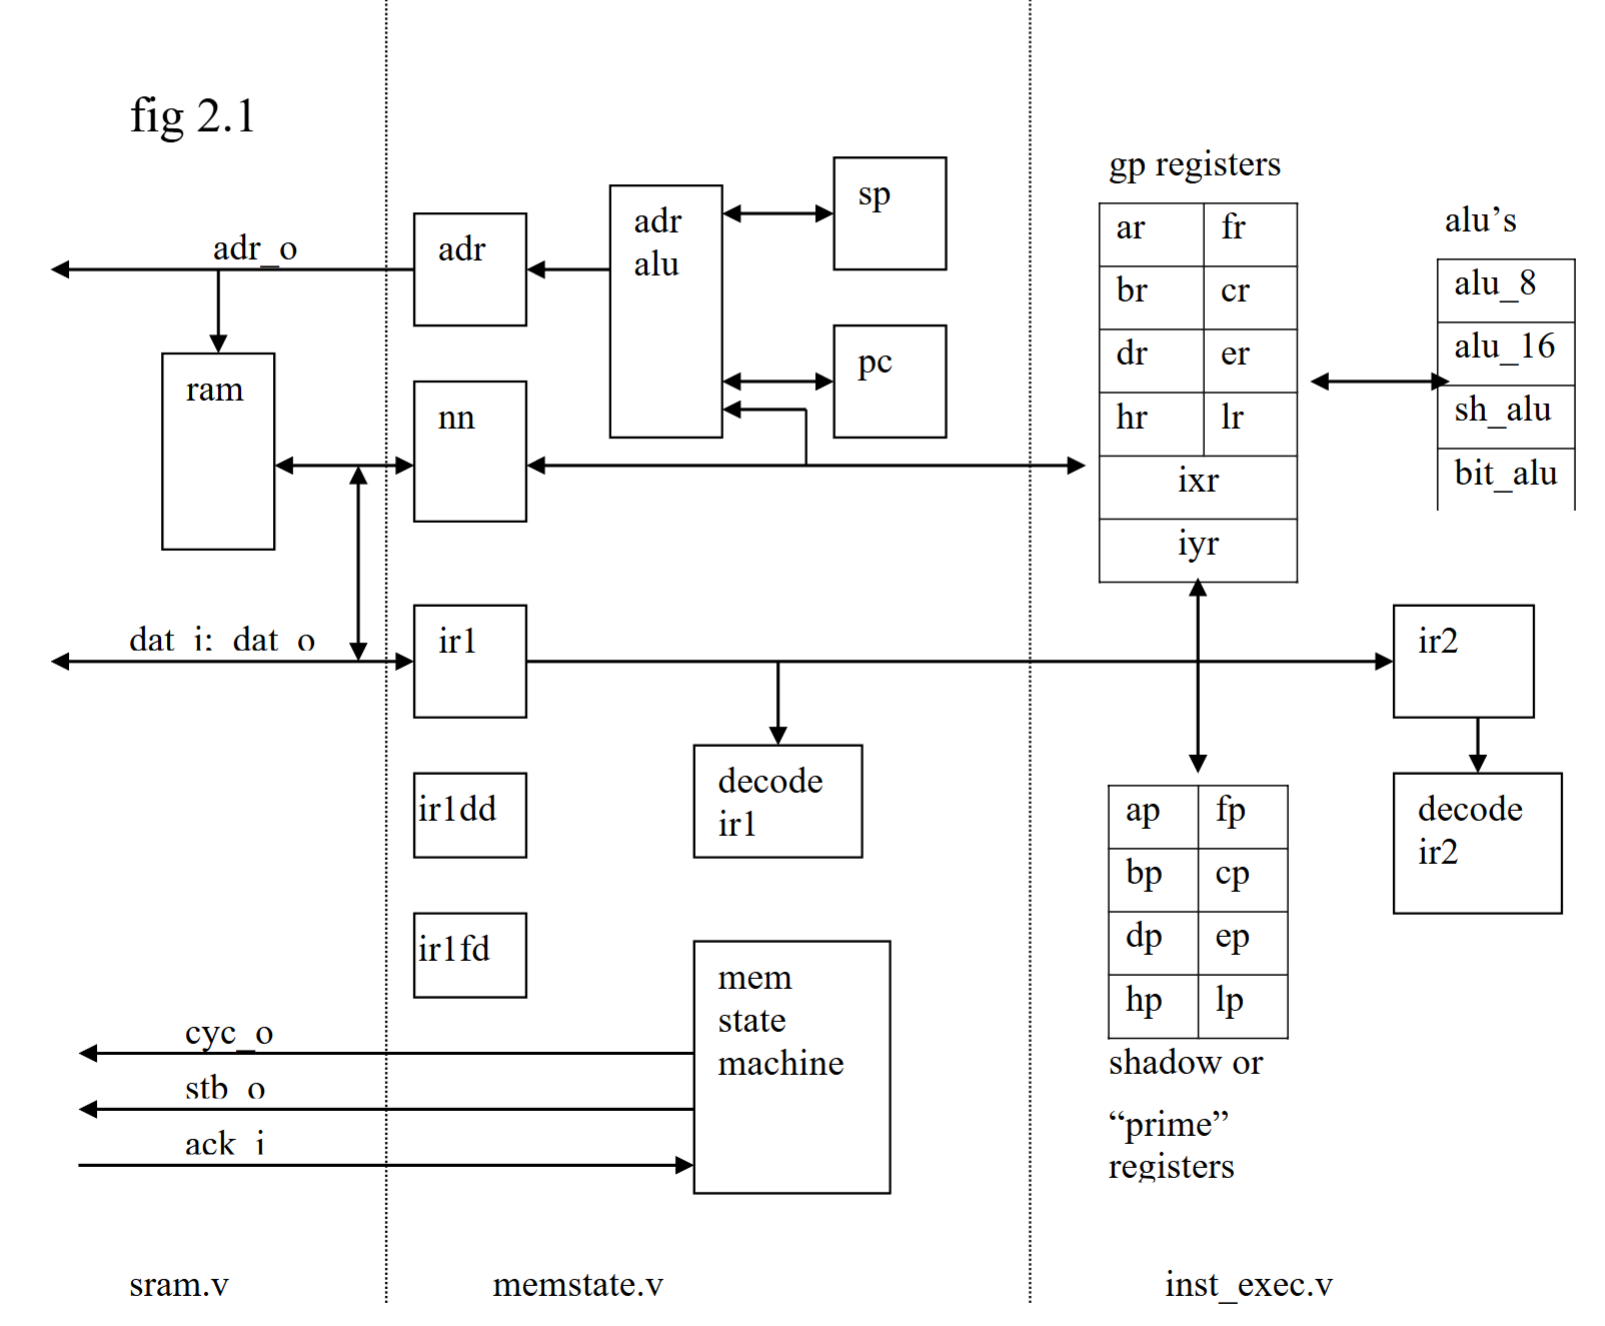 fig 2.1
gp registers
sp
adr
alu
adr
adr_o
ar fr
alu's
br cr
alu_8
dr er
alu_16
pc
ram
nn
hr lr
sh_alu
ixr
bit_alu
iyr
dat_i: dat_o
ir1
ir2
decode
ir1
ir1dd
ap fp
decode
ir2
bp cp
dp ep
ir1fd
mem
state
machine
hp lp
cyc_o
shadow or
stb_o
"prime"
ack_i
registers
sram.v
memstate.v
inst_exec.v